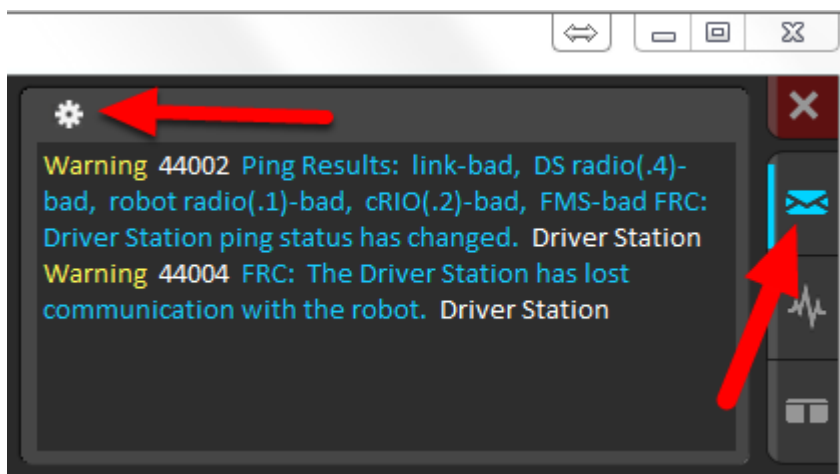 Warning 44002 Ping Results: link-bad, DS radio(.4)-
bad, robot radio(.1)-bad, cRIO(.2)-bad, FMS-bad FRC:
Driver Station ping status has changed. Driver Station
Warning 44004 FRC: The Driver Station has lost
communication with the robot. Driver Station